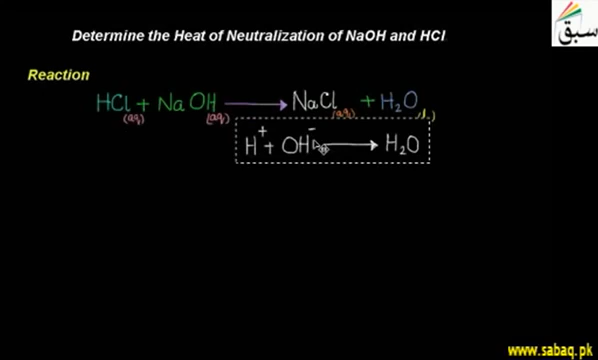 سبق
Determine the Heat of Neutralization of NaOH and HCl
Reaction
HCl(aq) + NaOH(aq) ⟶ NaCl(aq) + H₂O(l)
H⁺ + OH⁻ ⟶ H₂O
www.sabaq.pk